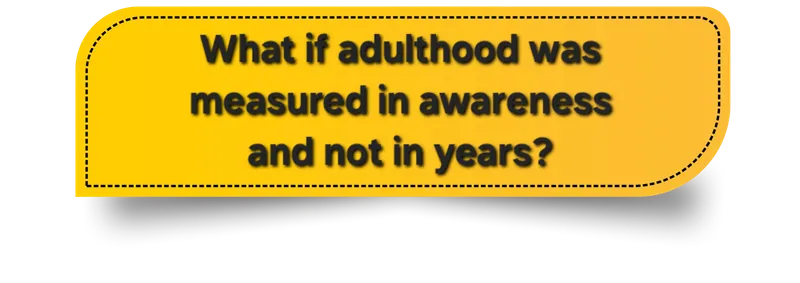 What if adulthood was
measured in awareness
and not in years?